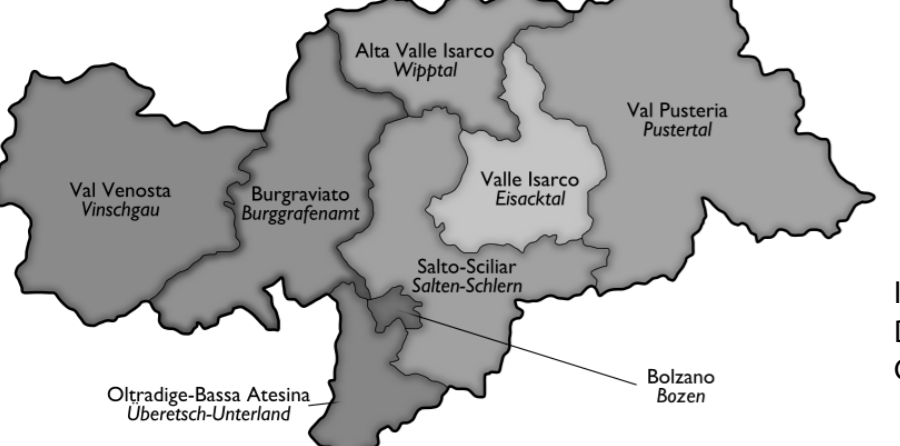 Alta Valle Isarco
Wipptal
Val Pusteria
Pustertal
Val Venosta
Vinschgau
Burgraviato
Burggrafenamt
Valle Isarco
Eisacktal
Salto-Sciliar
Salten-Schlern
Bolzano
Bozen
Oltradige-Bassa Atesina
Überetsch-Unterland